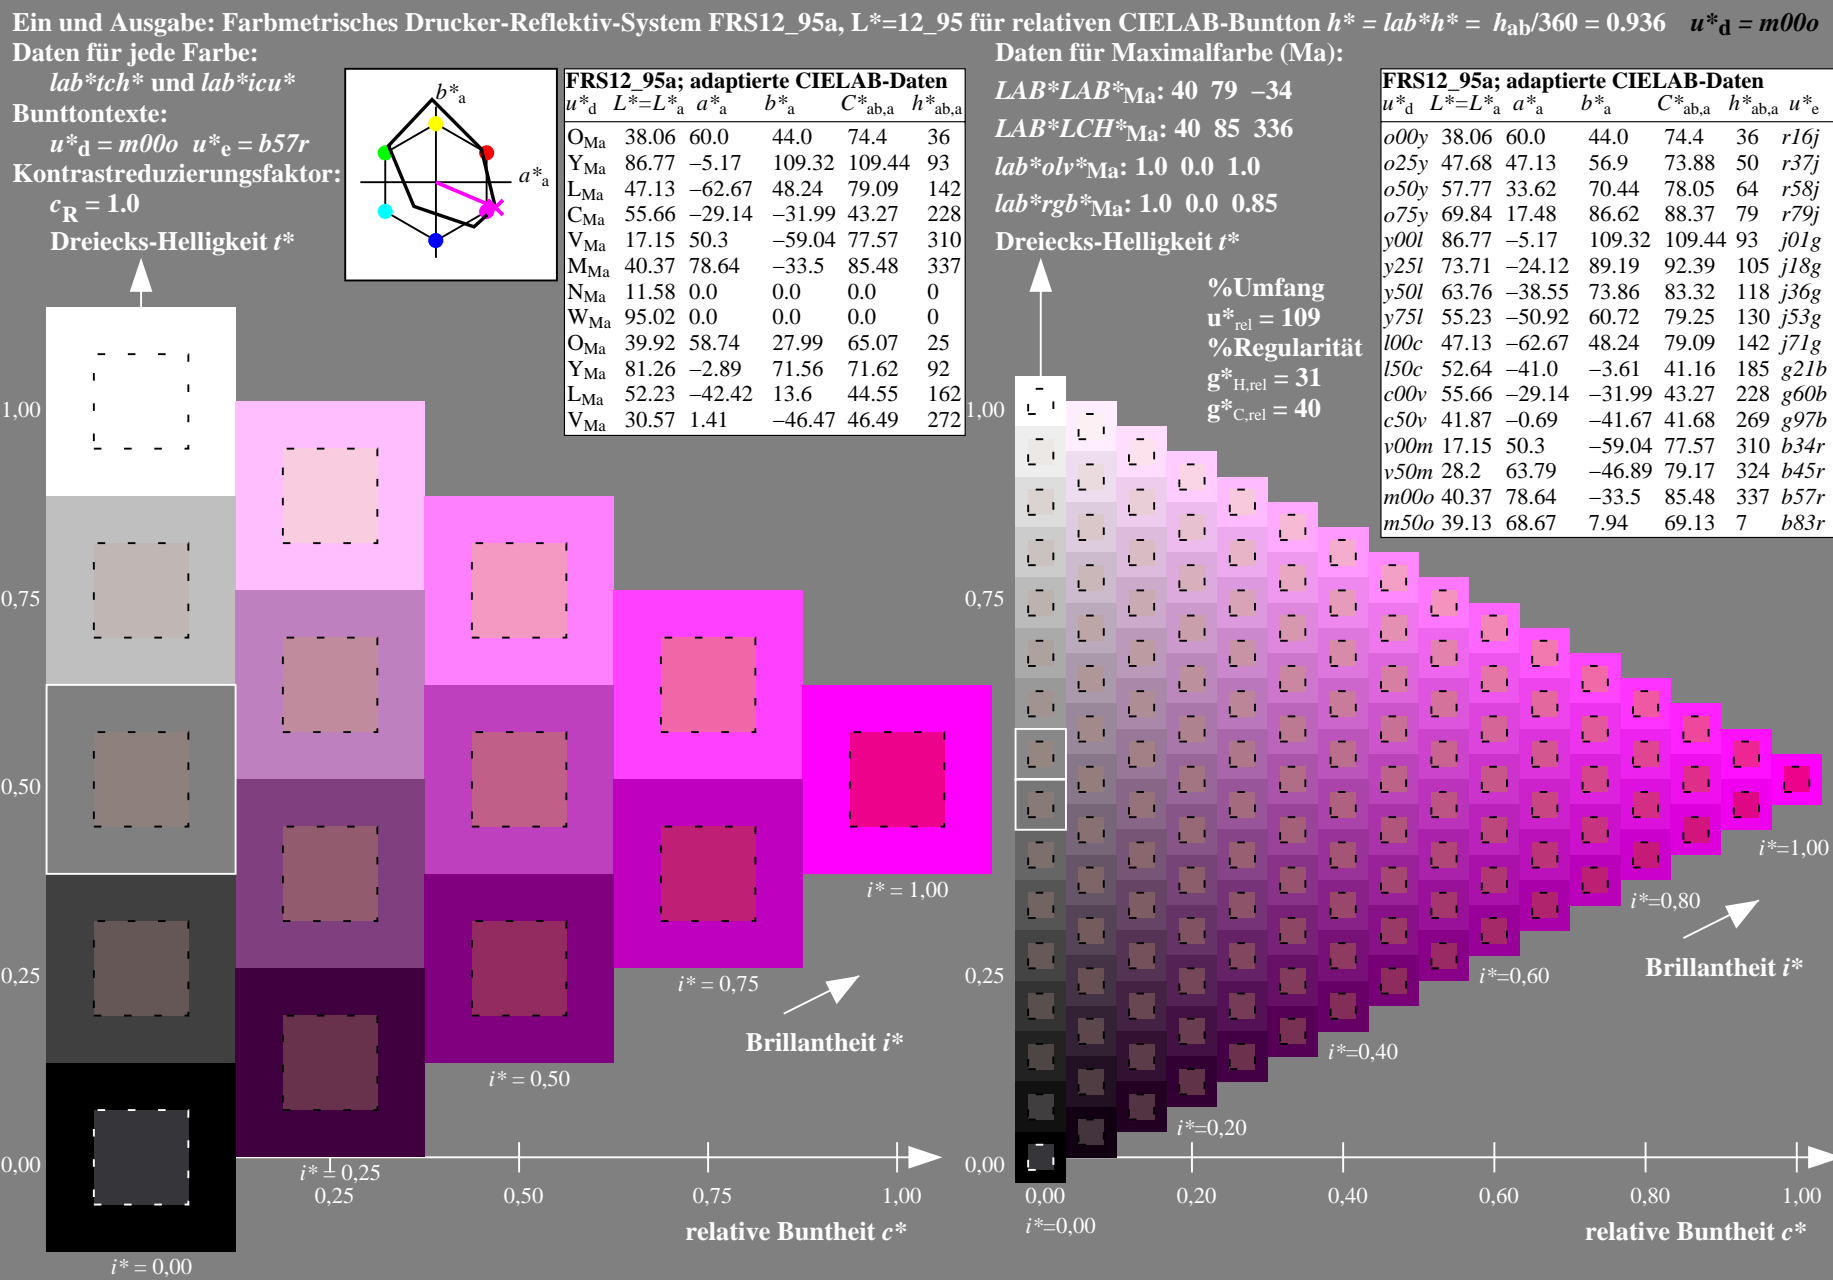 Ein und Ausgabe: Farbmetrisches Drucker-Reflektiv-System FRS12_95a, L*=12_95 für relativen CIELAB-Buntton h* = lab*h* = hab/360 = 0.936 u*d = m00o
Daten für jede Farbe:
lab*tch* und lab*icu*
Bunttontexte:
u*d = m00o u*e = b57r
Kontrastreduzierungsfaktor:
cR = 1.0
Dreiecks-Helligkeit t*
b*a
a*a
FRS12_95a; adaptierte CIELAB-Daten
u*d L*=L*a a*a b*a C*ab,a h*ab,a
OMa 38.06 60.0 44.0 74.4 36
YMa 86.77 −5.17 109.32 109.44 93
LMa 47.13 −62.67 48.24 79.09 142
CMa 55.66 −29.14 −31.99 43.27 228
VMa 17.15 50.3 −59.04 77.57 310
MMa 40.37 78.64 −33.5 85.48 337
NMa 11.58 0.0 0.0 0.0 0
WMa 95.02 0.0 0.0 0.0 0
OMa 39.92 58.74 27.99 65.07 25
YMa 81.26 −2.89 71.56 71.62 92
LMa 52.23 −42.42 13.6 44.55 162
VMa 30.57 1.41 −46.47 46.49 272
1,00
0,75
0,50
0,25
0,00
i* = 1,00
i* = 0,75
Brillantheit i*
i* = 0,50
i* = 0,25
0,25 0,50 0,75 1,00
relative Buntheit c*
i* = 0,00
Daten für Maximalfarbe (Ma):
LAB*LAB*Ma: 40 79 −34
LAB*LCH*Ma: 40 85 336
lab*olv*Ma: 1.0 0.0 1.0
lab*rgb*Ma: 1.0 0.0 0.85
Dreiecks-Helligkeit t*
%Umfang
u*rel = 109
%Regularität
g*H,rel = 31
g*C,rel = 40
FRS12_95a; adaptierte CIELAB-Daten
u*d L*=L*a a*a b*a C*ab,a h*ab,a u*e
o00y 38.06 60.0 44.0 74.4 36 r16j
o25y 47.68 47.13 56.9 73.88 50 r37j
o50y 57.77 33.62 70.44 78.05 64 r58j
o75y 69.84 17.48 86.62 88.37 79 r79j
y00l 86.77 −5.17 109.32 109.44 93 j01g
y25l 73.71 −24.12 89.19 92.39 105 j18g
y50l 63.76 −38.55 73.86 83.32 118 j36g
y75l 55.23 −50.92 60.72 79.25 130 j53g
l00c 47.13 −62.67 48.24 79.09 142 j71g
l50c 52.64 −41.0 −3.61 41.16 185 g21b
c00v 55.66 −29.14 −31.99 43.27 228 g60b
c50v 41.87 −0.69 −41.67 41.68 269 g97b
v00m 17.15 50.3 −59.04 77.57 310 b34r
v50m 28.2 63.79 −46.89 79.17 324 b45r
m00o 40.37 78.64 −33.5 85.48 337 b57r
m50o 39.13 68.67 7.94 69.13 7 b83r
1,00
0,75
0,25
0,00
i*=1,00
i*=0,80
Brillantheit i*
i*=0,60
i*=0,40
i*=0,20
0,00 0,20 0,40 0,60 0,80 1,00
i*=0,00
relative Buntheit c*